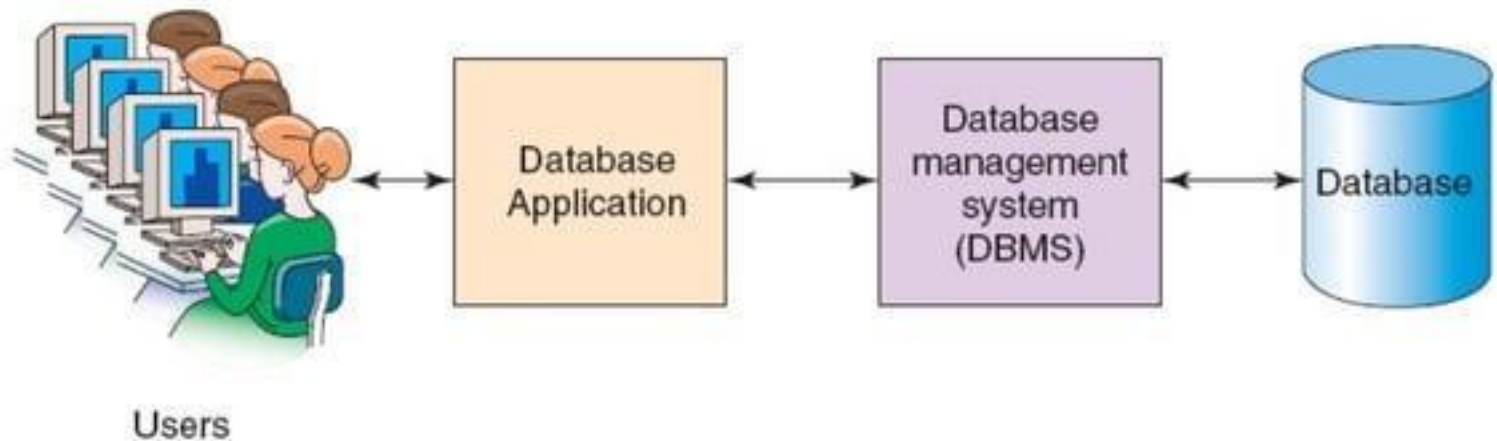 Database
Application
Database
management
system
(DBMS)
Database
Users